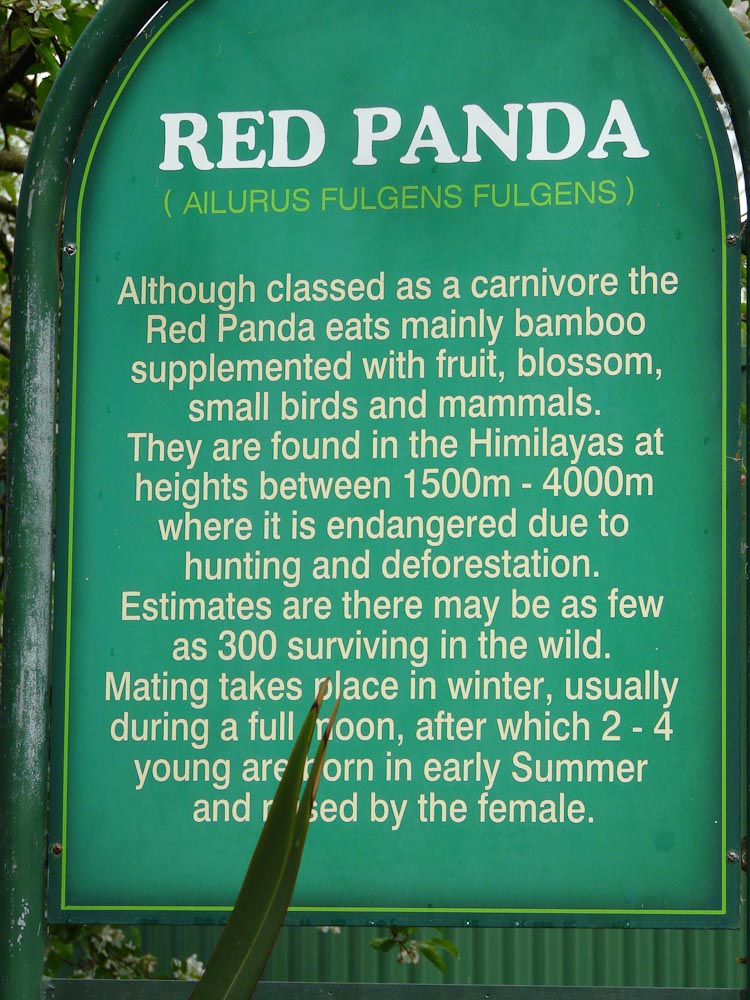 RED PANDA
( AILURUS FULGENS FULGENS )
Although classed as a carnivore the
Red Panda eats mainly bamboo
supplemented with fruit, blossom,
small birds and mammals.
They are found in the Himilayas at
heights between 1500m - 4000m
where it is endangered due to
hunting and deforestation.
Estimates are there may be as few
as 300 surviving in the wild.
Mating takes place in winter, usually
during a full moon, after which 2 - 4
young are born in early Summer
and raised by the female.